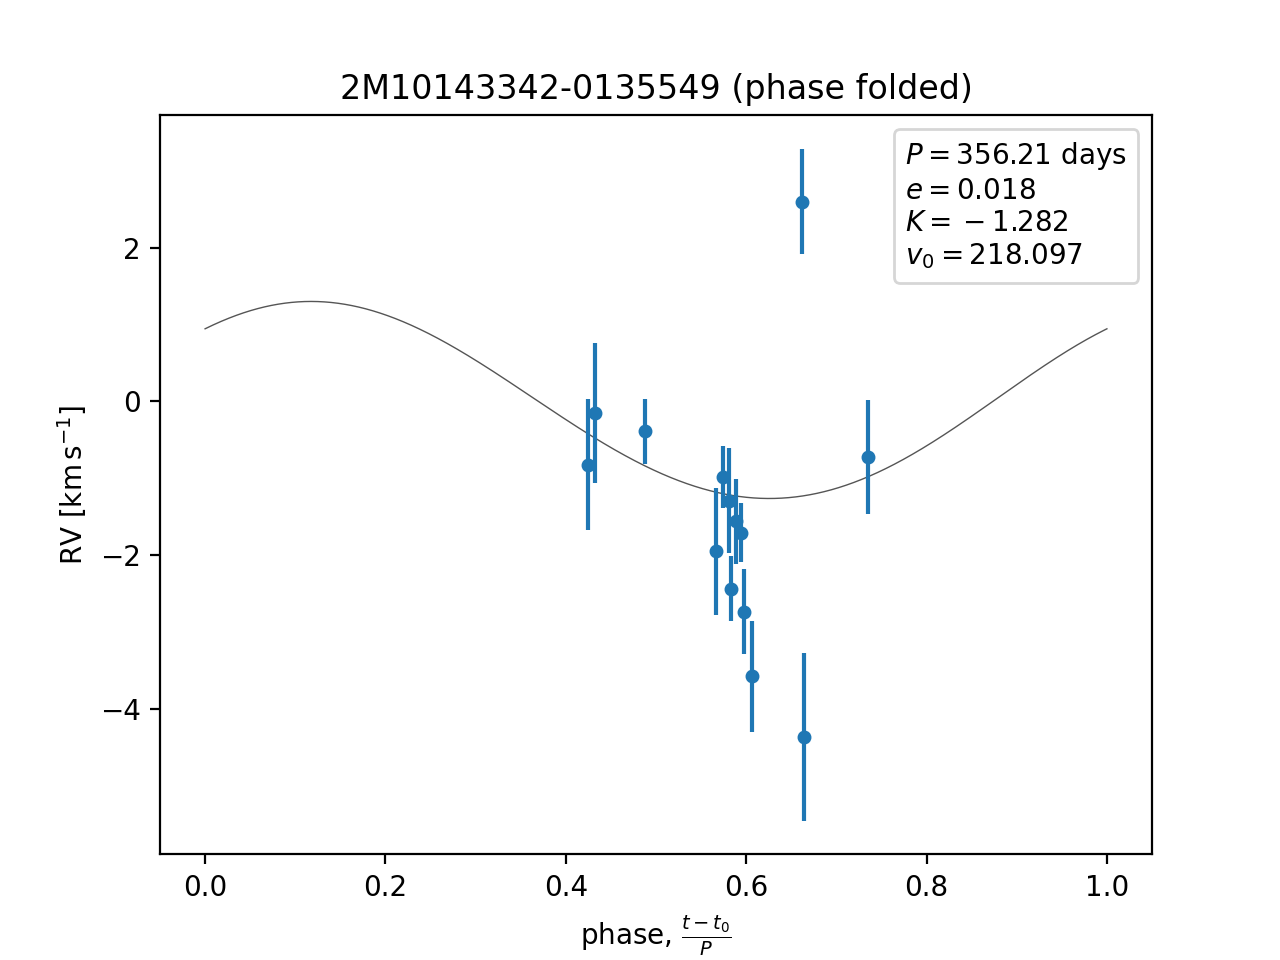 2M10143342-0135549 (phase folded)
P = 356.21 days
e = 0.018
K = −1.282
v₀ = 218.097
RV [km s⁻¹]
2
0
−2
−4
0.0 0.2 0.4 0.6 0.8 1.0
phase, (t − t₀)/P